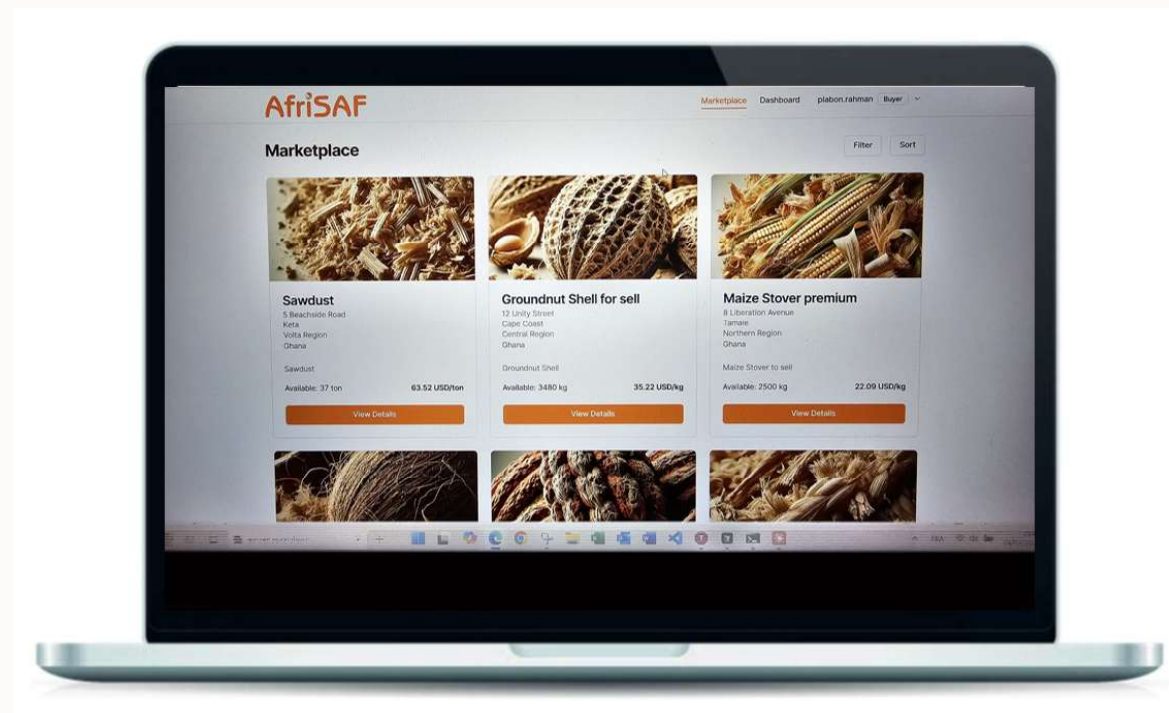 AfriSAF
Marketplace Dashboard plabon.rahman Buyer
Marketplace
Filter Sort
Sawdust
5 Beachside Road
Keta
Volta Region
Ghana
Sawdust
Available: 37 ton 63.52 USD/ton
View Details
Groundnut Shell for sell
12 Unity Street
Cape Coast
Central Region
Ghana
Groundnut Shell
Available: 3480 kg 35.22 USD/kg
View Details
Maize Stover premium
8 Liberation Avenue
Tamale
Northern Region
Ghana
Maize Stover to sell
Available: 2500 kg 22.09 USD/kg
View Details